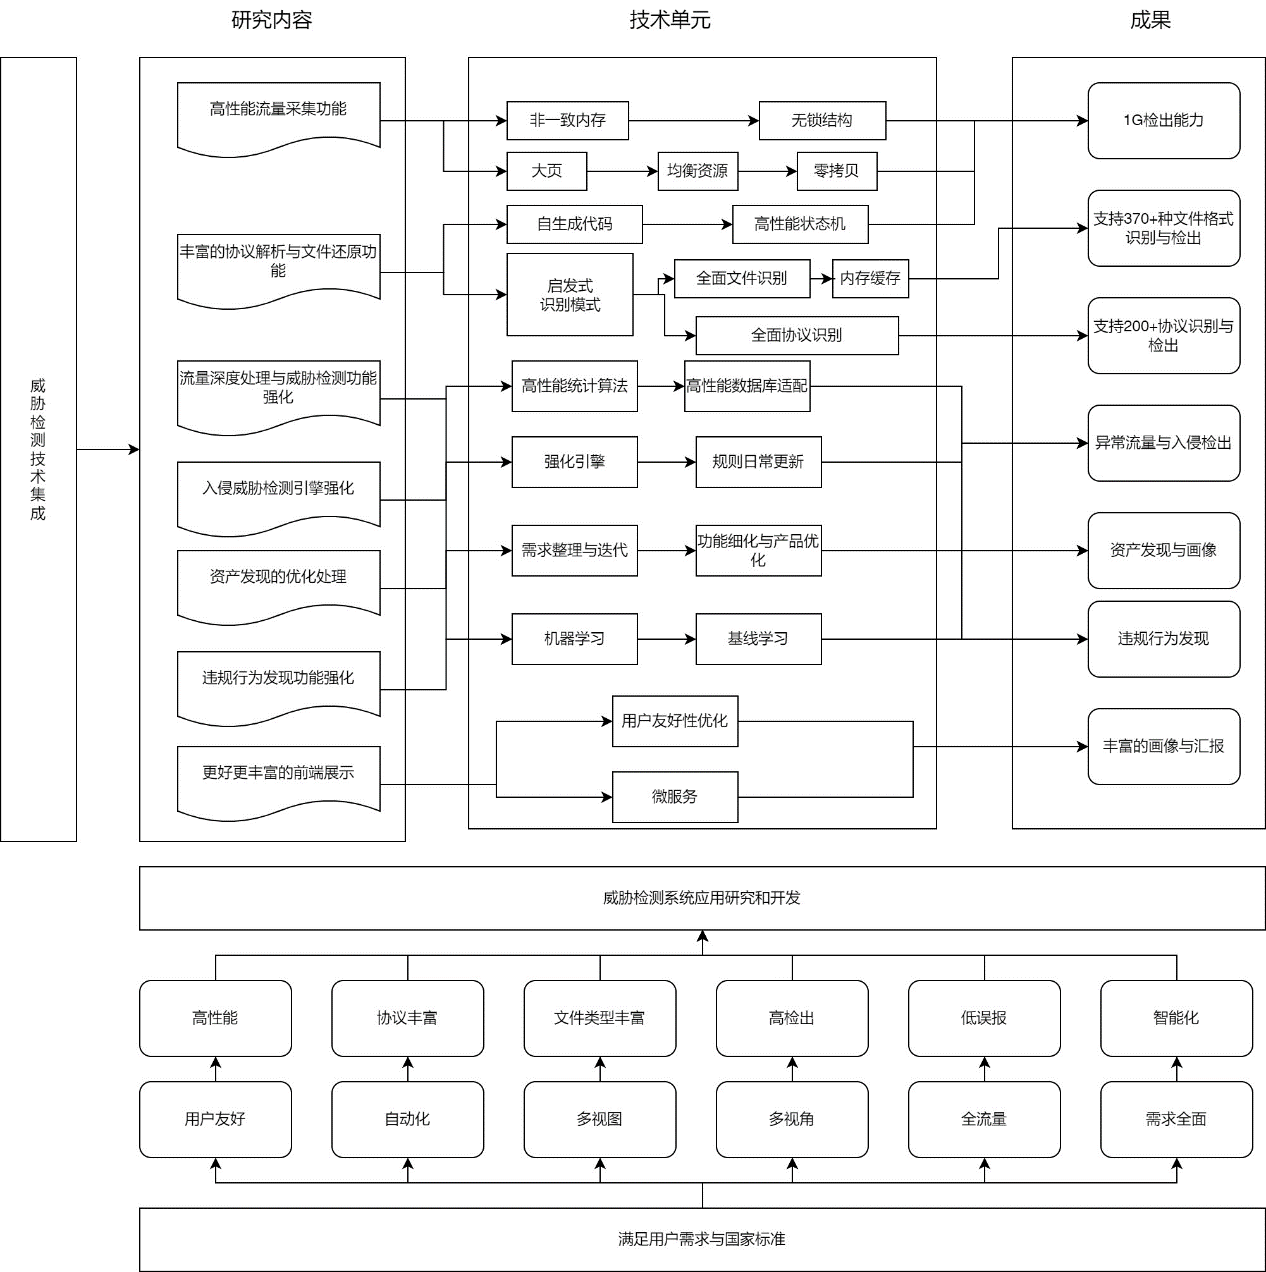 研究内容
技术单元
成果
威
胁
检
测
技
术
集
成
高性能流量采集功能
丰富的协议解析与文件还原功
能
流量深度处理与威胁检测功能
强化
入侵威胁检测引擎强化
资产发现的优化处理
违规行为发现功能强化
更好更丰富的前端展示
非一致内存
无锁结构
大页
均衡资源
零拷贝
自生成代码
高性能状态机
启发式
识别模式
全面文件识别
内存缓存
全面协议识别
高性能统计算法
高性能数据库适配
强化引擎
规则日常更新
需求整理与迭代
功能细化与产品优
化
机器学习
基线学习
用户友好性优化
微服务
1G检出能力
支持370+种文件格式
识别与检出
支持200+协议识别与
检出
异常流量与入侵检出
资产发现与画像
违规行为发现
丰富的画像与汇报
威胁检测系统应用研究和开发
高性能
协议丰富
文件类型丰富
高检出
低误报
智能化
用户友好
自动化
多视图
多视角
全流量
需求全面
满足用户需求与国家标准